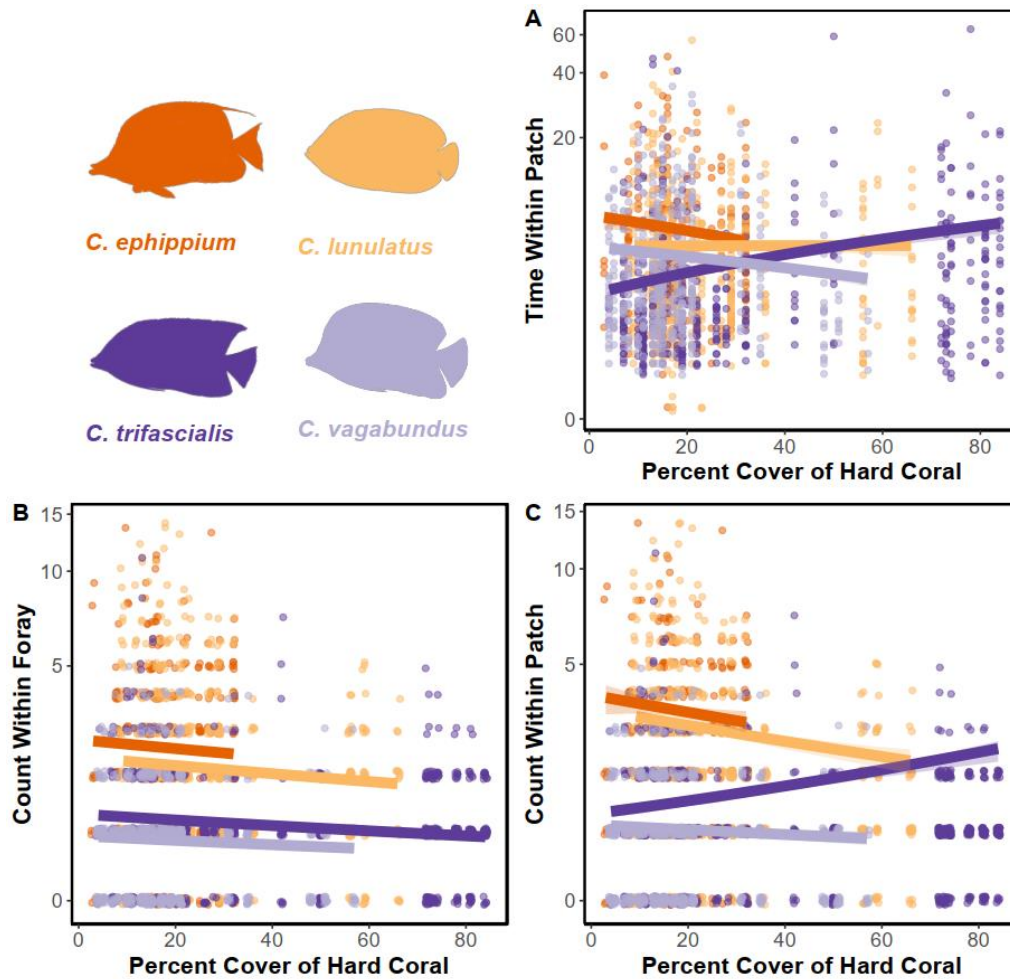 A
C. ephippium
C. lunulatus
C. trifascialis
C. vagabundus
Time Within Patch
60
40
20
0
0 20 40 60 80
Percent Cover of Hard Coral
B
Count Within Foray
15
10
5
0
0 20 40 60 80
Percent Cover of Hard Coral
C
Count Within Patch
15
10
5
0
0 20 40 60 80
Percent Cover of Hard Coral